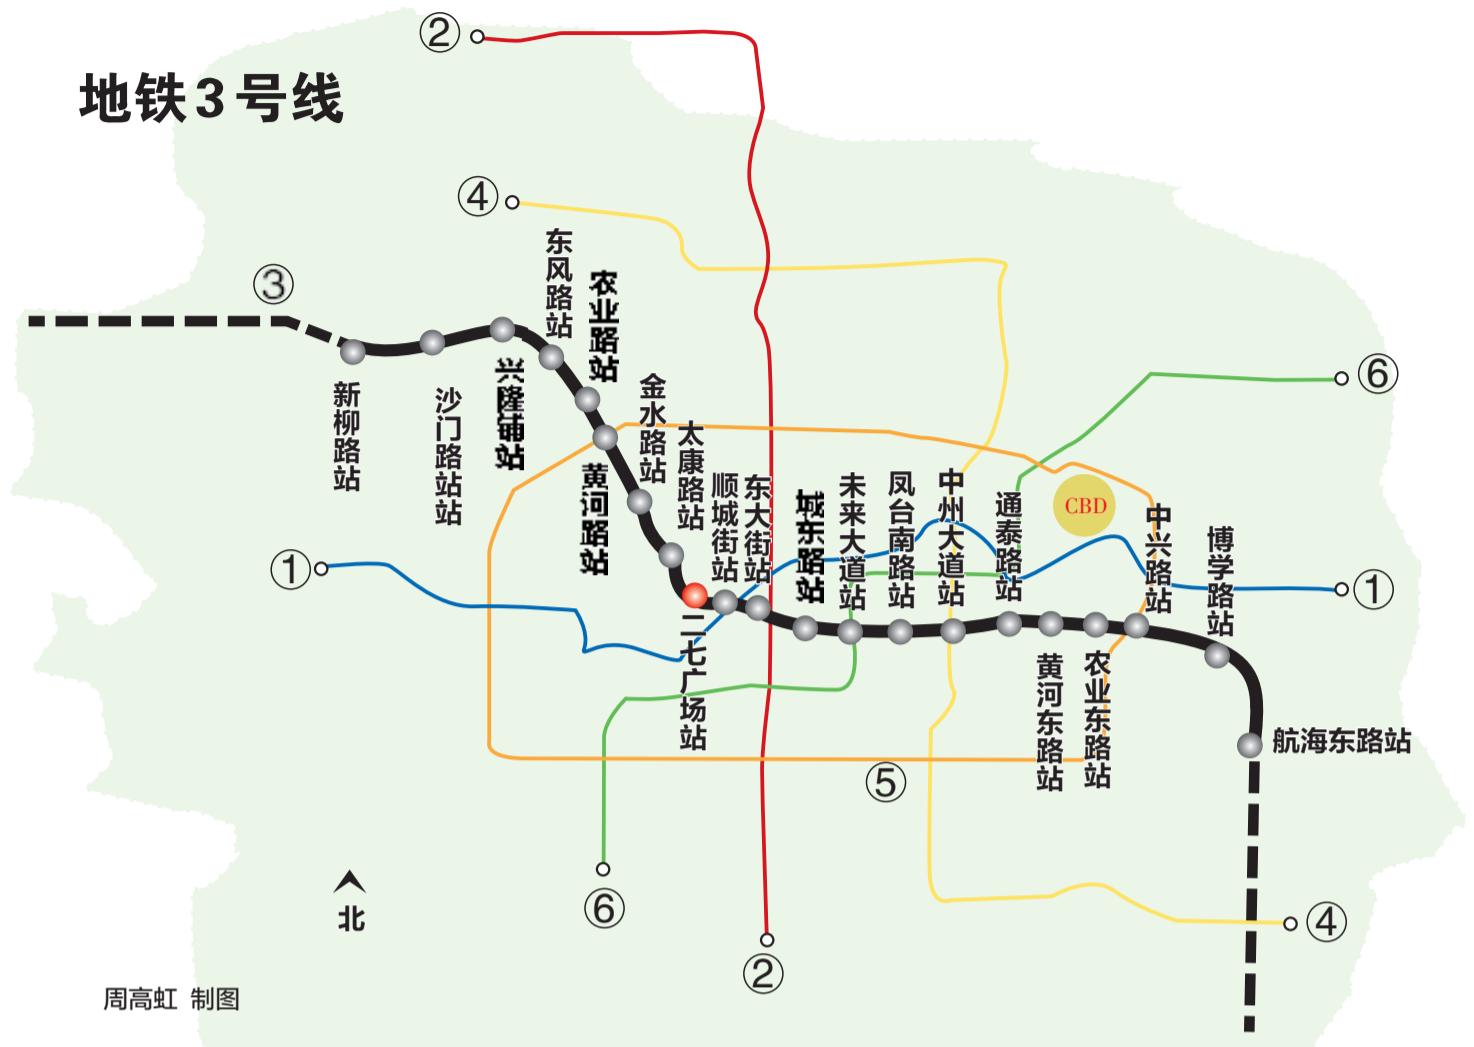 地铁3号线
②
④
③
东风路站
农业路站
⑥
新柳路站
沙门路站站
兴隆铺站
金水路站
太康路站
黄河路站
顺城街站
东大街站
城东路站
未来大道站
凤台南路站
中州大道站
通泰路站
CBD
中兴路站
博学路站
①
①
二七广场站
黄河东路站
农业东路站
航海东路站
⑤
⑥
④
②
北
周高虹 制图